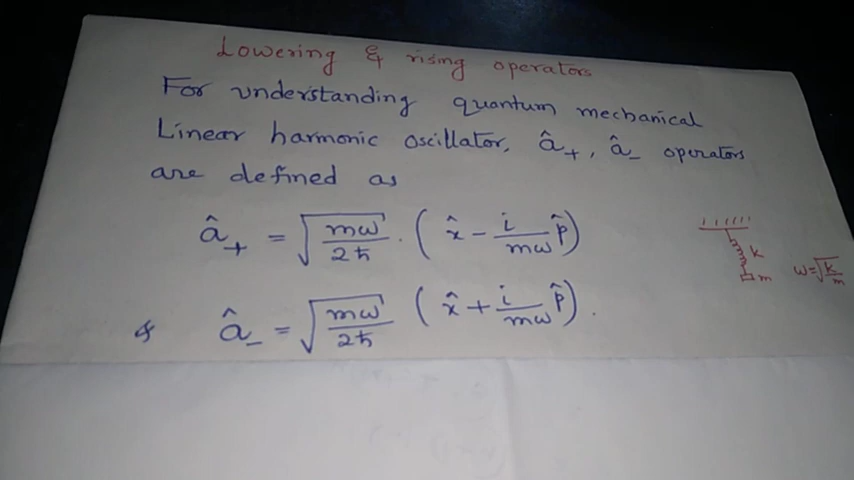 Lowering & rising operators
For understanding quantum mechanical
Linear harmonic oscillator, â₊, â₋ operators
are defined as
â₊ = √(mω/2ħ) · (x̂ − i/mω p̂)
& â₋ = √(mω/2ħ) (x̂ + i/mω p̂).
k
m
ω = √(k/m)